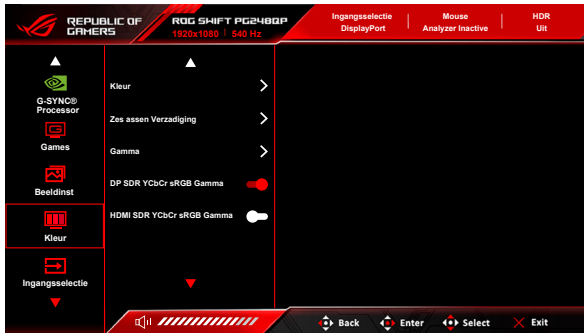 REPUBLIC OF
GAMERS
ROG SWIFT PG248QP
1920x1080 | 540 Hz
Ingangsselectie
DisplayPort
Mouse
Analyzer Inactive
HDR
Uit
G-SYNC®
Processor
Games
Beeldinst
Kleur
Ingangsselectie
Kleur
Zes assen Verzadiging
Gamma
DP SDR YCbCr sRGB Gamma
HDMI SDR YCbCr sRGB Gamma
Back
Enter
Select
Exit